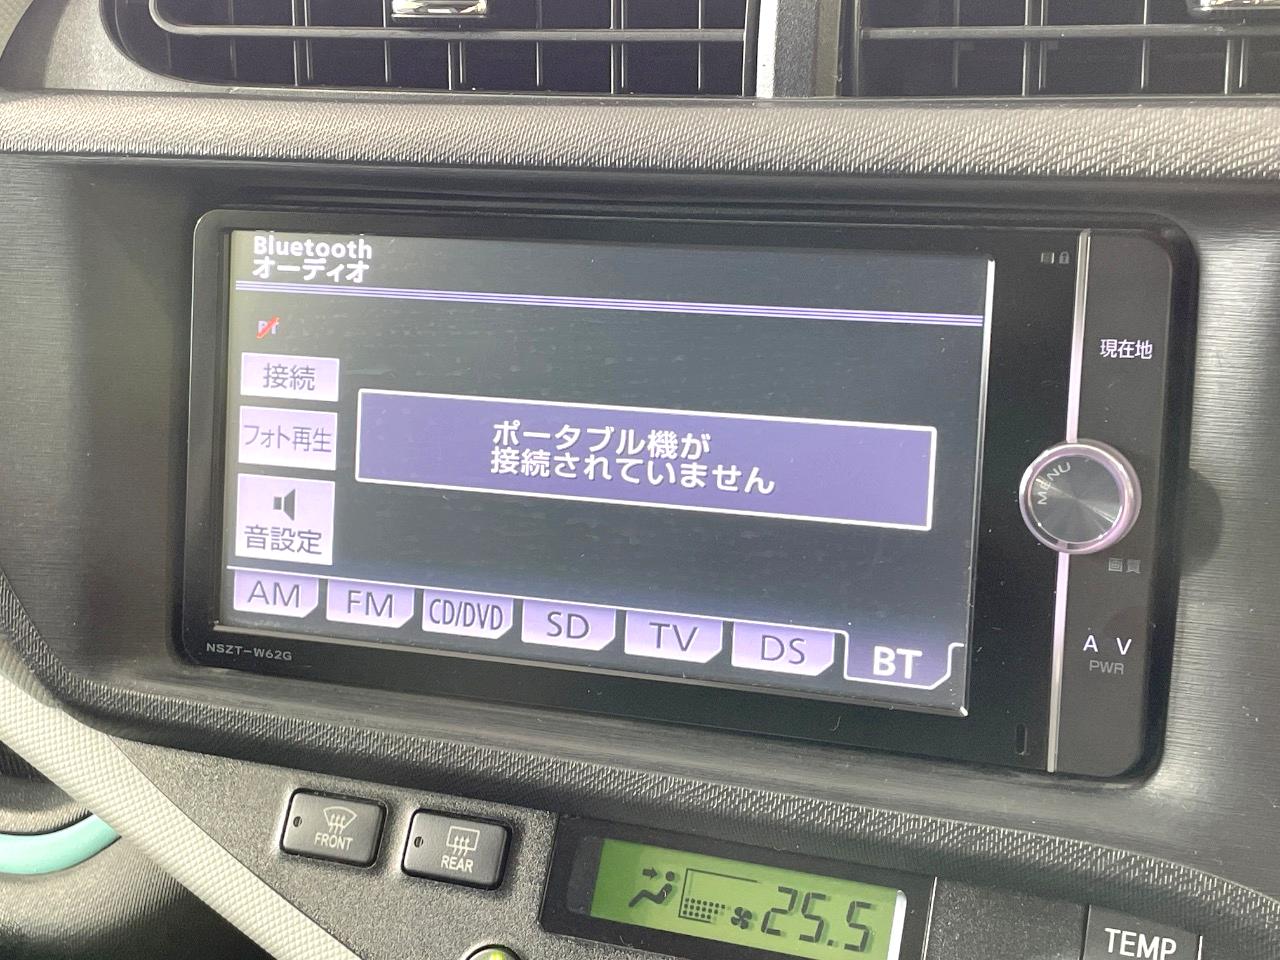 Bluetooth
オーディオ
BT
接続
フォト再生
音設定
ポータブル機が
接続されていません
AM
FM
CD/DVD
SD
TV
DS
BT
NSZT-W62G
現在地
MENU
画質
A V
PWR
FRONT
REAR
25.5
TEMP